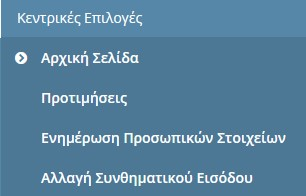 Κεντρικές Επιλογές
Αρχική Σελίδα
Προτιμήσεις
Ενημέρωση Προσωπικών Στοιχείων
Αλλαγή Συνθηματικού Εισόδου